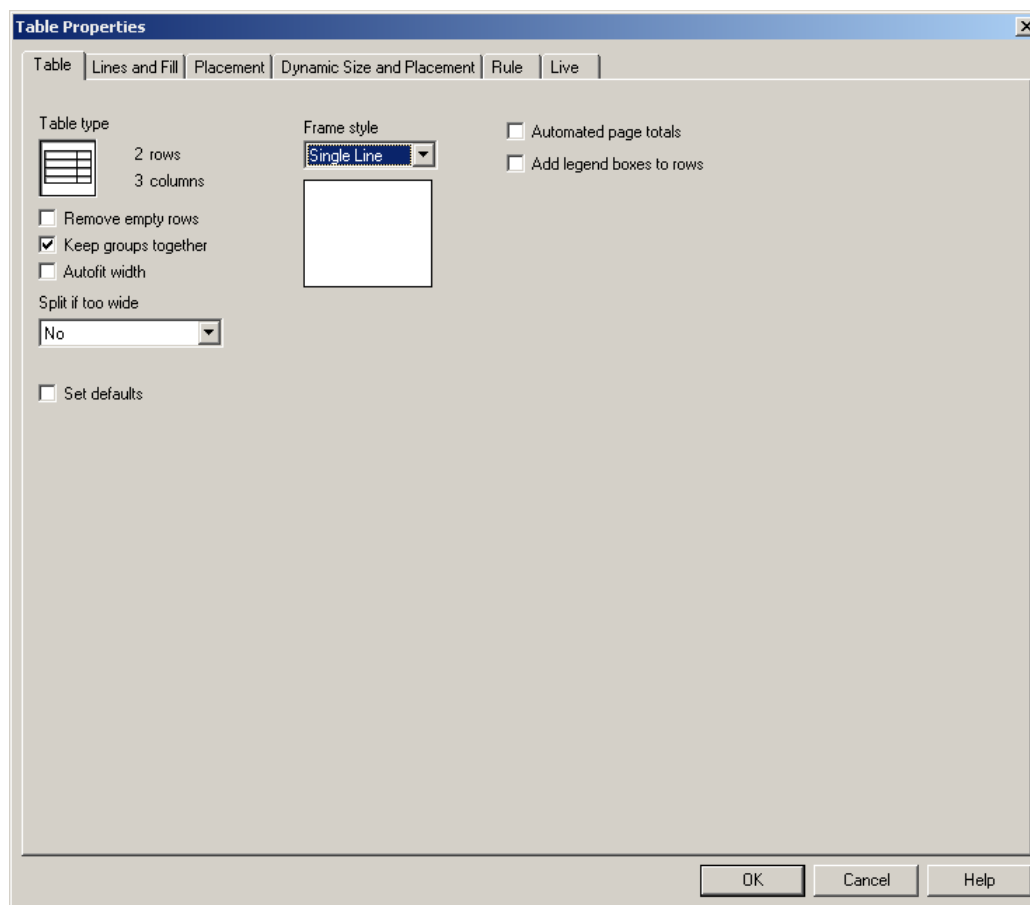 Table Properties
Table Lines and Fill Placement Dynamic Size and Placement Rule Live
Table type
2 rows
3 columns
Remove empty rows
Keep groups together
Autofit width
Split if too wide
No
Set defaults
Frame style
Single Line
Automated page totals
Add legend boxes to rows
OK Cancel Help